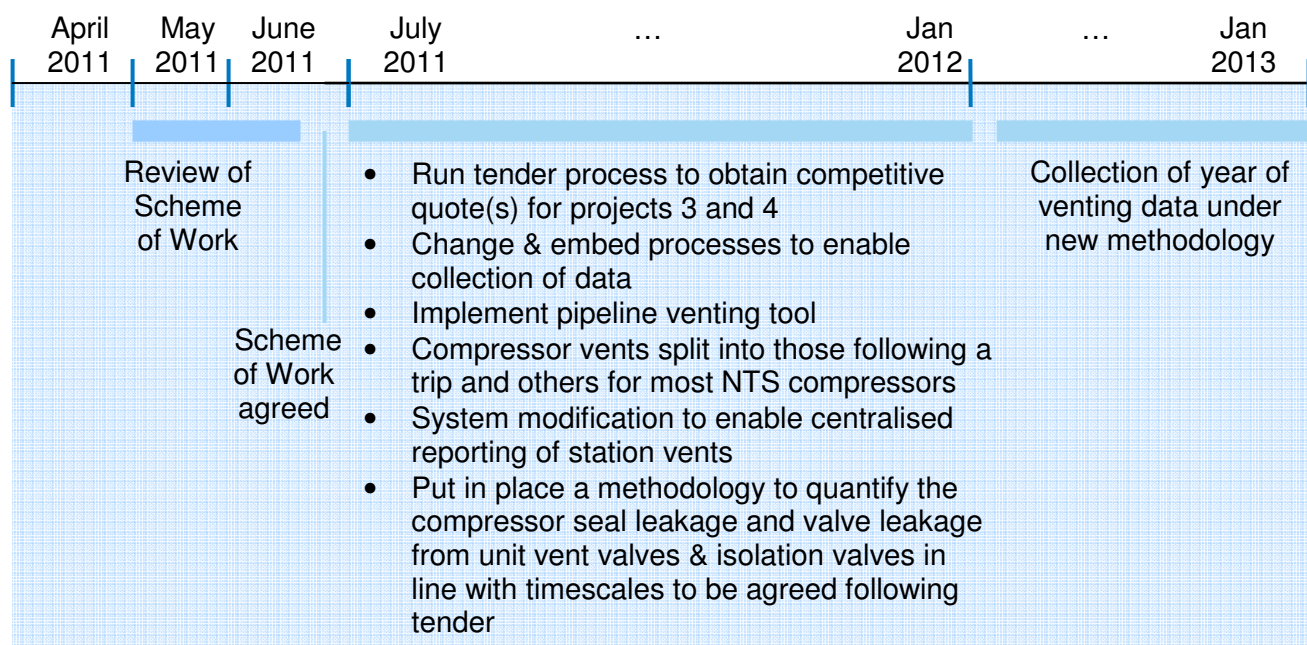 April May June July … Jan … Jan
2011 2011 2011 2011 2012 2013
Review of
Scheme
of Work
Scheme
of Work
agreed
• Run tender process to obtain competitive
quote(s) for projects 3 and 4
• Change & embed processes to enable
collection of data
• Implement pipeline venting tool
• Compressor vents split into those following a
trip and others for most NTS compressors
• System modification to enable centralised
reporting of station vents
• Put in place a methodology to quantify the
compressor seal leakage and valve leakage
from unit vent valves & isolation valves in
line with timescales to be agreed following
tender
Collection of year of
venting data under
new methodology